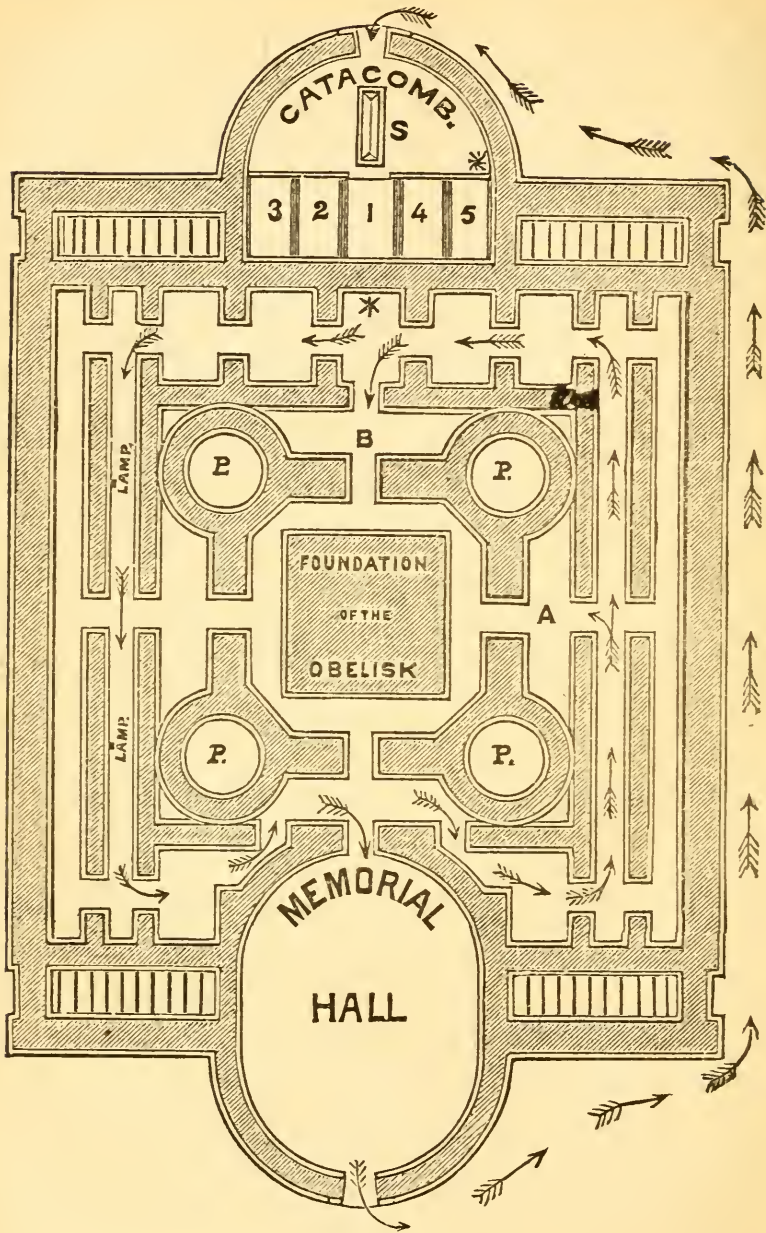 CATACOMB.
S
3 2 1 4 5
B
P. P.
LAMP.
FOUNDATION
OF THE
OBELISK
A
LAMP.
P. P.
MEMORIAL
HALL